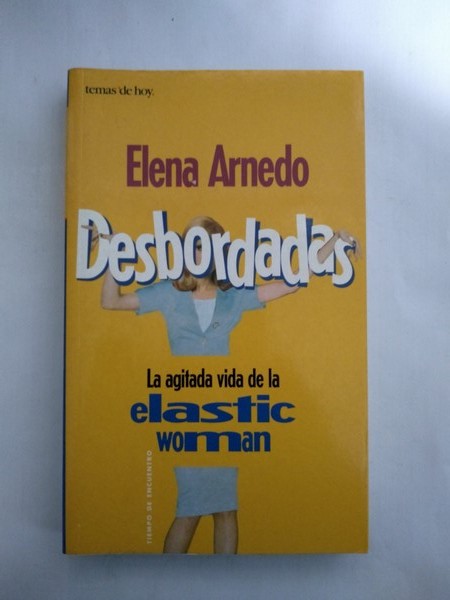 temas'de hoy.
Elena Arnedo
Desbordadas
La agitada vida de la
elastic
woman
TIEMPO DE ENCUENTRO